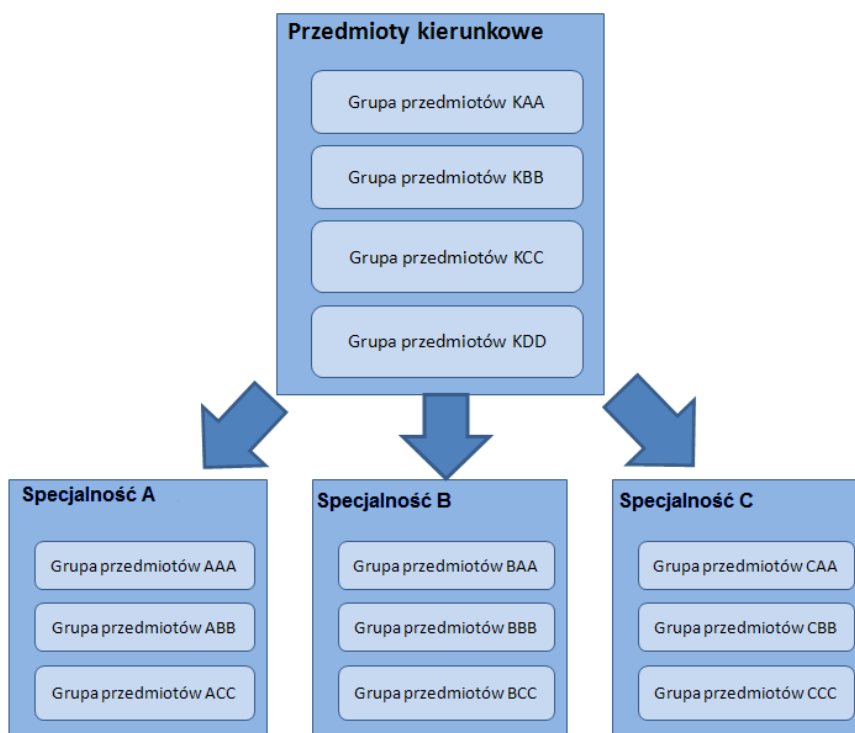 Przedmioty kierunkowe
Grupa przedmiotów KAA
Grupa przedmiotów KBB
Grupa przedmiotów KCC
Grupa przedmiotów KDD
Specjalność A
Grupa przedmiotów AAA
Grupa przedmiotów ABB
Grupa przedmiotów ACC
Specjalność B
Grupa przedmiotów BAA
Grupa przedmiotów BBB
Grupa przedmiotów BCC
Specjalność C
Grupa przedmiotów CAA
Grupa przedmiotów CBB
Grupa przedmiotów CCC